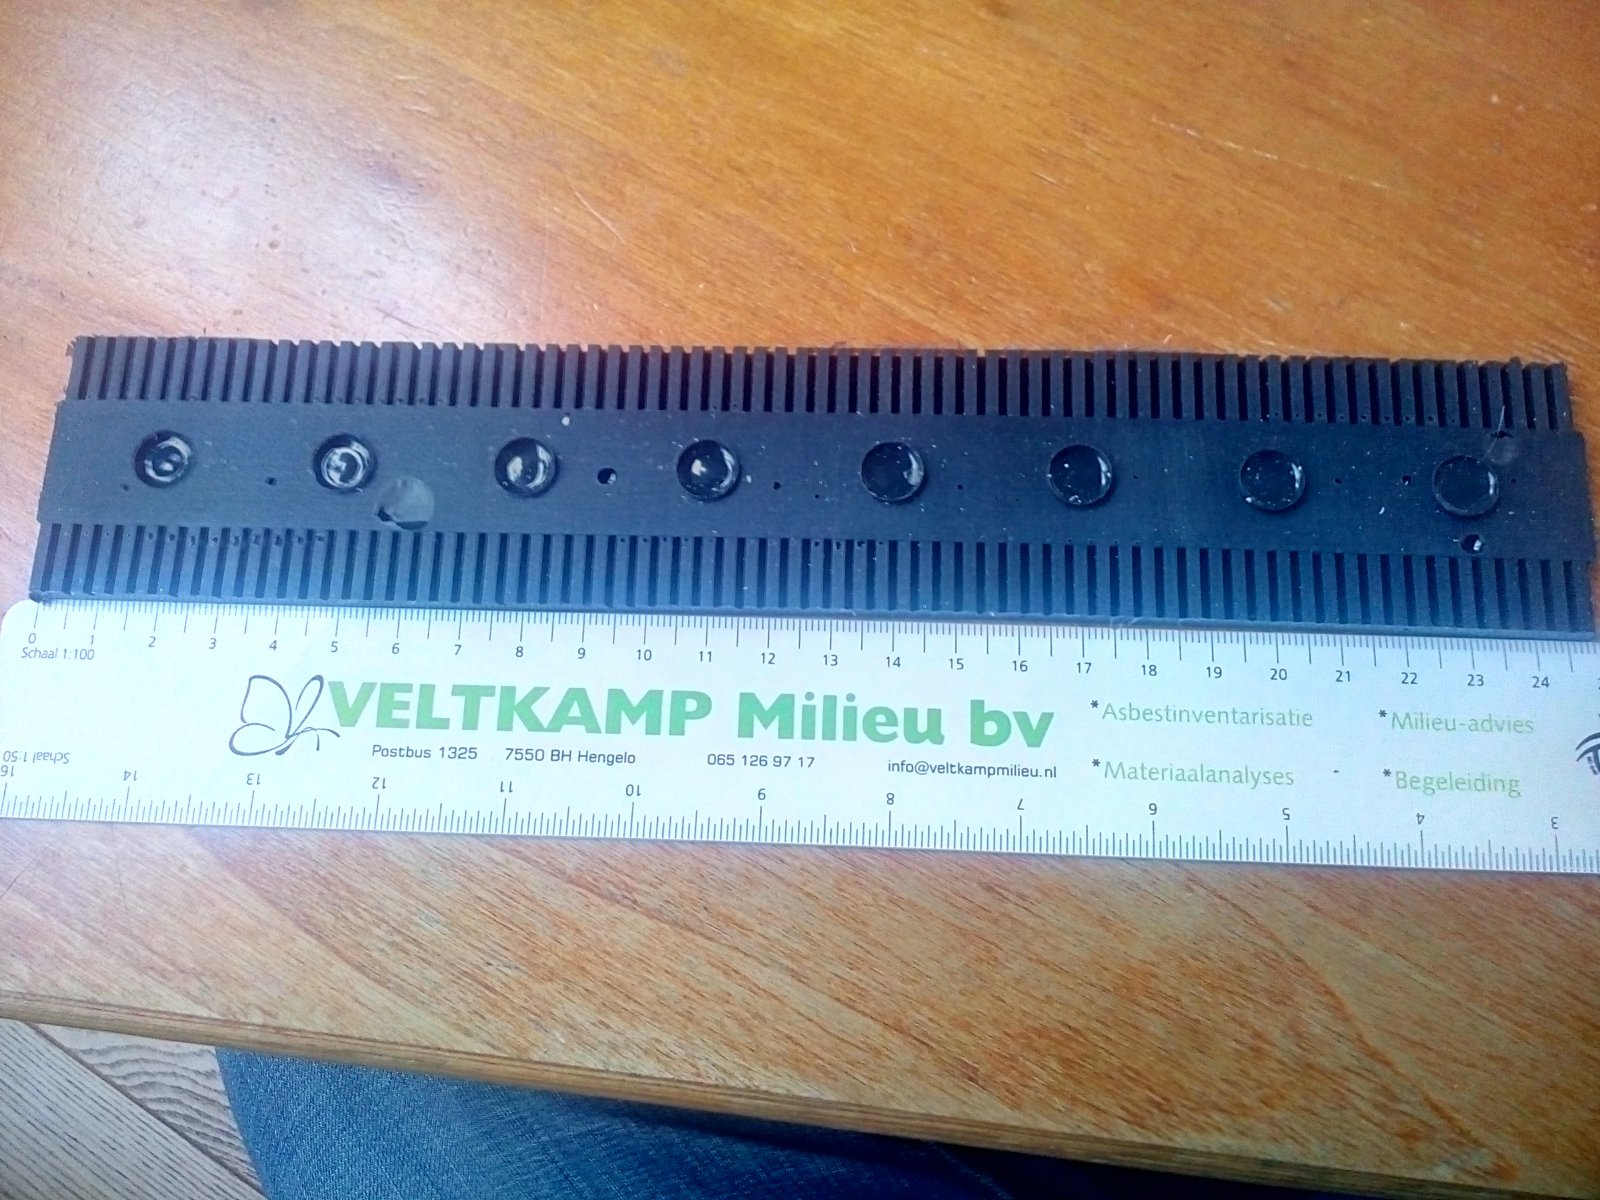 0 1 2 3 4 5 6 7 8 9 10 11 12 13 14 15 16 17 18 19 20 21 22 23 24
Schaal 1:100
VELTKAMP Milieu bv
Postbus 1325 7550 BH Hengelo 065 126 97 17 info@veltkampmilieu.nl
*Asbestinventarisatie *Milieu-advies
*Materiaalanalyses *Begeleiding
Schaal 1:50
16 14 13 12 11 10 9 8 7 6 5 4 3